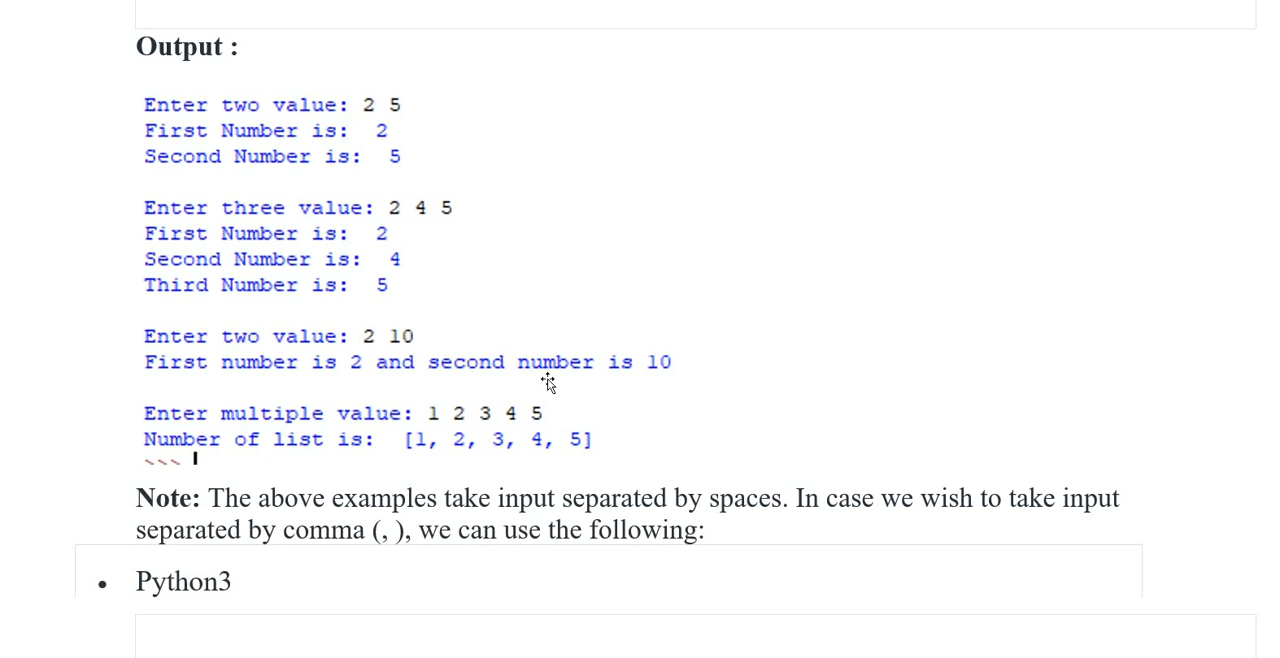 Output :
Enter two value: 2 5
First Number is:  2
Second Number is:  5
Enter three value: 2 4 5
First Number is:  2
Second Number is:  4
Third Number is:  5
Enter two value: 2 10
First number is 2 and second number is 10
Enter multiple value: 1 2 3 4 5
Number of list is:  [1, 2, 3, 4, 5]
Note: The above examples take input separated by spaces. In case we wish to take input
separated by comma (, ), we can use the following:
• Python3